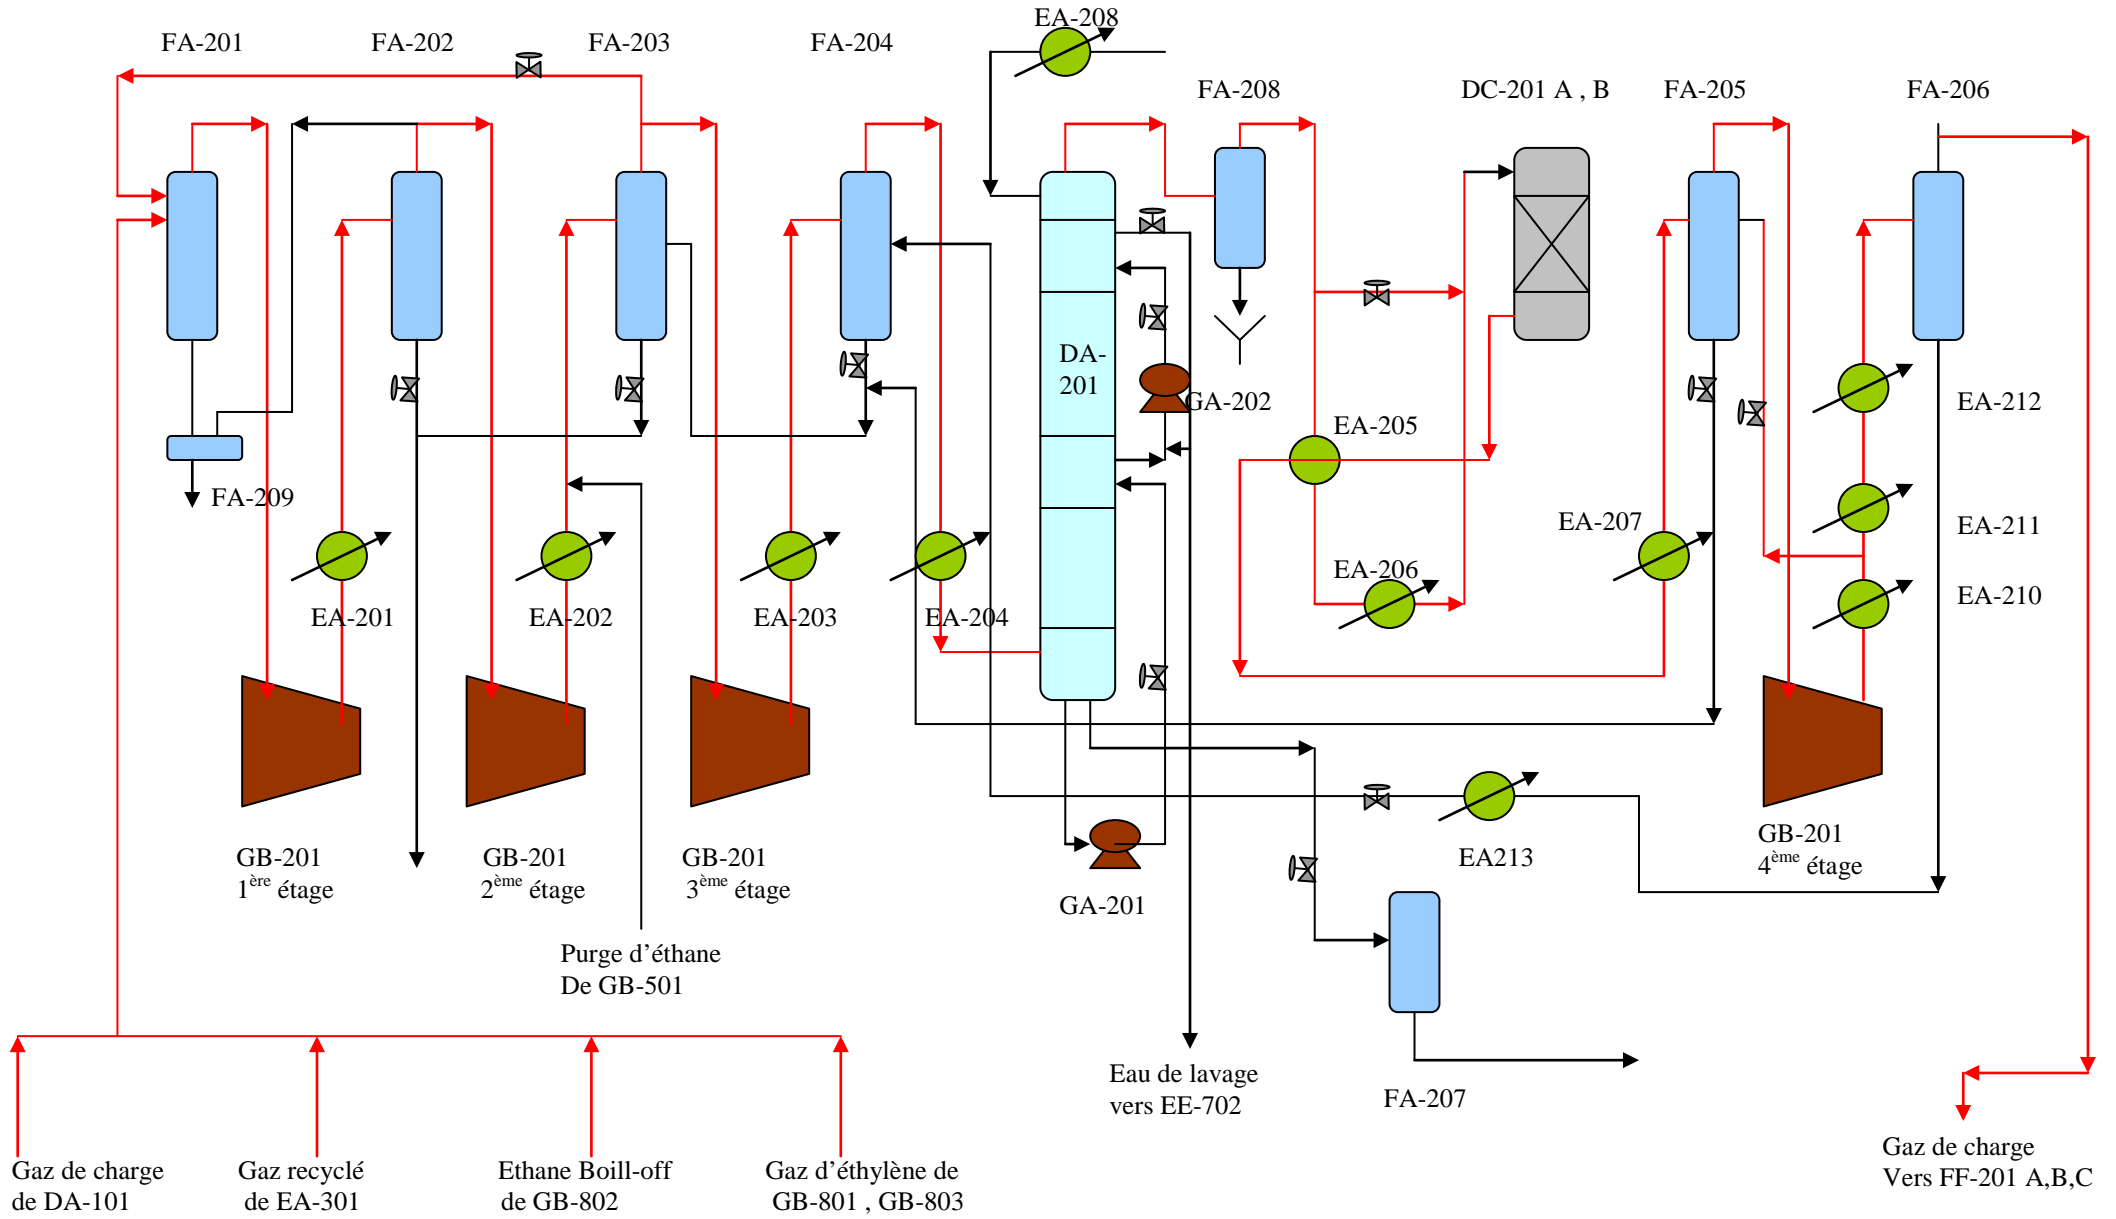 EA-208
FA-201
FA-202
FA-203
FA-204
FA-208
DC-201 A , B
FA-205
FA-206
DA-
201
GA-202
EA-205
EA-212
FA-209
EA-207
EA-211
EA-206
EA-210
EA-201
EA-202
EA-203
EA-204
GB-201
1ère étage
GB-201
2ème étage
GB-201
3ème étage
EA213
GB-201
4ème étage
GA-201
Purge d’éthane
De GB-501
Eau de lavage
vers EE-702
FA-207
Gaz de charge
Vers FF-201 A,B,C
Gaz de charge
de DA-101
Gaz recyclé
de EA-301
Ethane Boill-off
de GB-802
Gaz d’éthylène de
GB-801 , GB-803